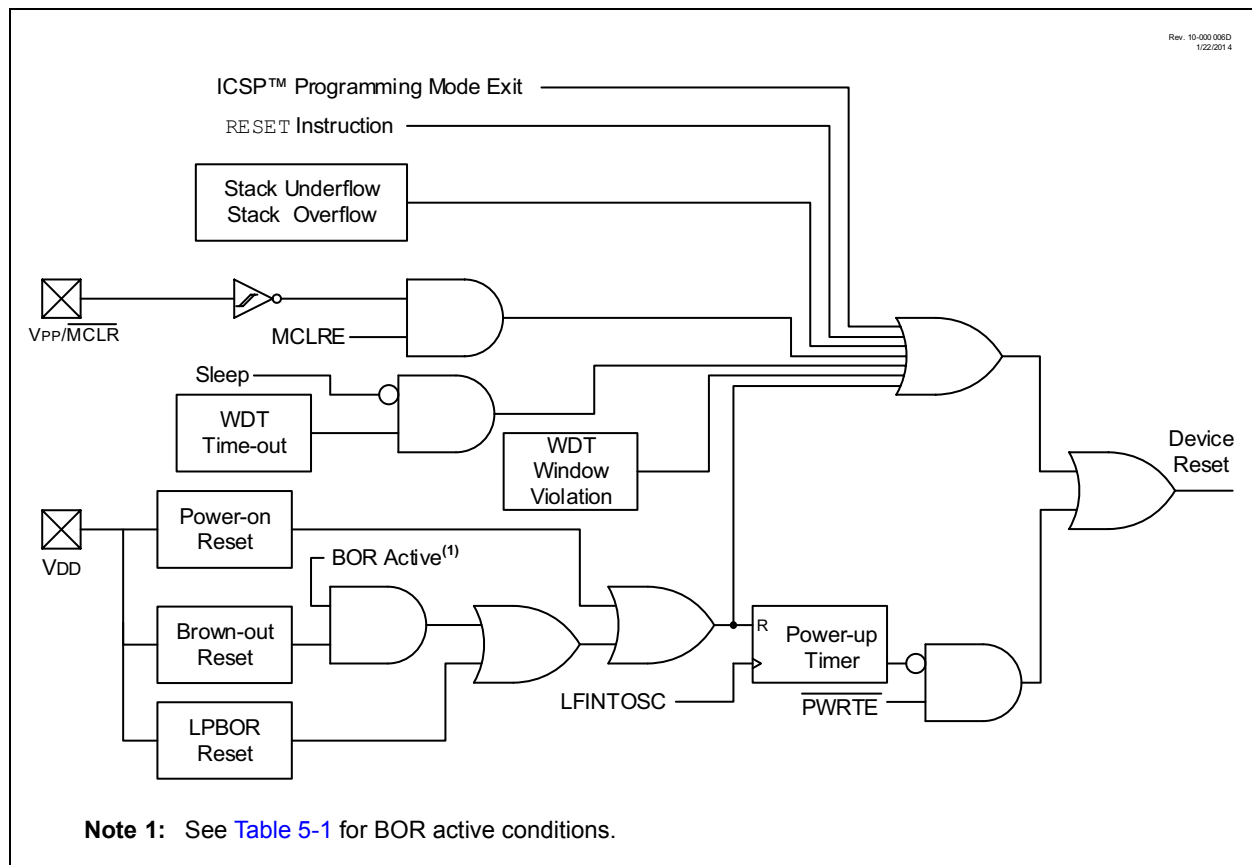 Rev. 10-000 006D
1/22/201 4
ICSP™ Programming Mode Exit
RESET Instruction
Stack Underflow
Stack Overflow
VPP/MCLR
MCLRE
Sleep
WDT
Time-out
WDT
Window
Violation
Device
Reset
VDD
Power-on
Reset
BOR Active(1)
Brown-out
Reset
R
Power-up
Timer
LFINTOSC
PWRTE
LPBOR
Reset
Note 1: See Table 5-1 for BOR active conditions.